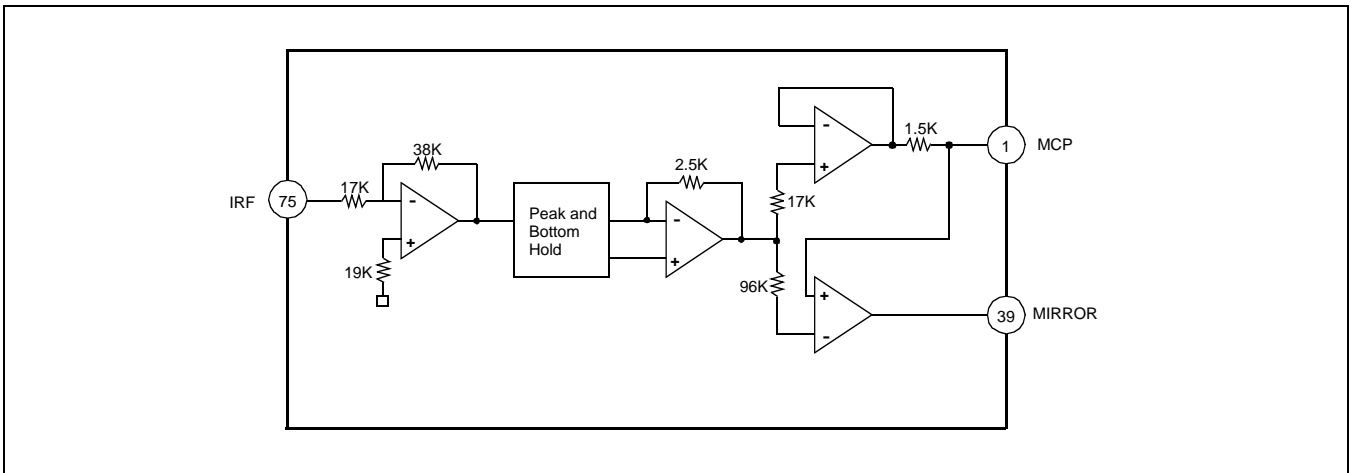 38K
17K
-
+
19K
IRF
75
Peak and
Bottom
Hold
2.5K
-
+
-
+
1.5K
17K
96K
+
-
1
MCP
39
MIRROR